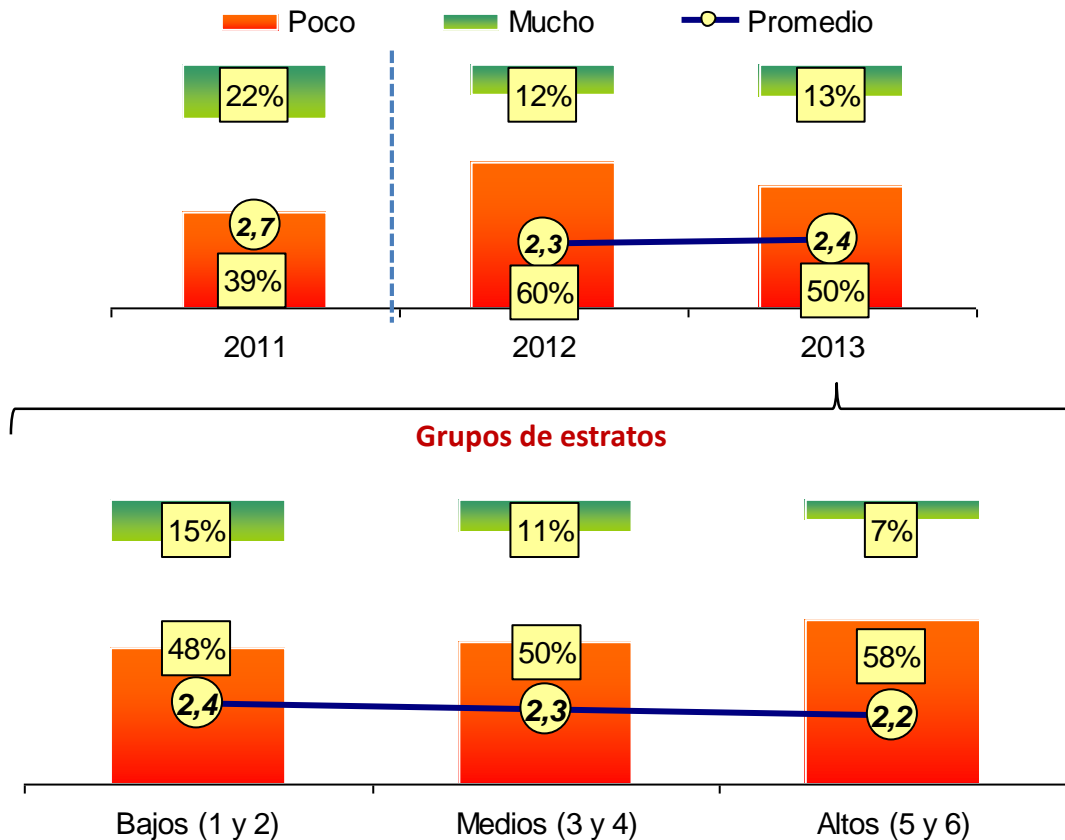 Poco Mucho Promedio
22% 12% 13%
2,7 2,3 2,4
39% 60% 50%
2011 2012 2013
Grupos de estratos
15% 11% 7%
48% 50% 58%
2,4 2,3 2,2
Bajos (1 y 2) Medios (3 y 4) Altos (5 y 6)